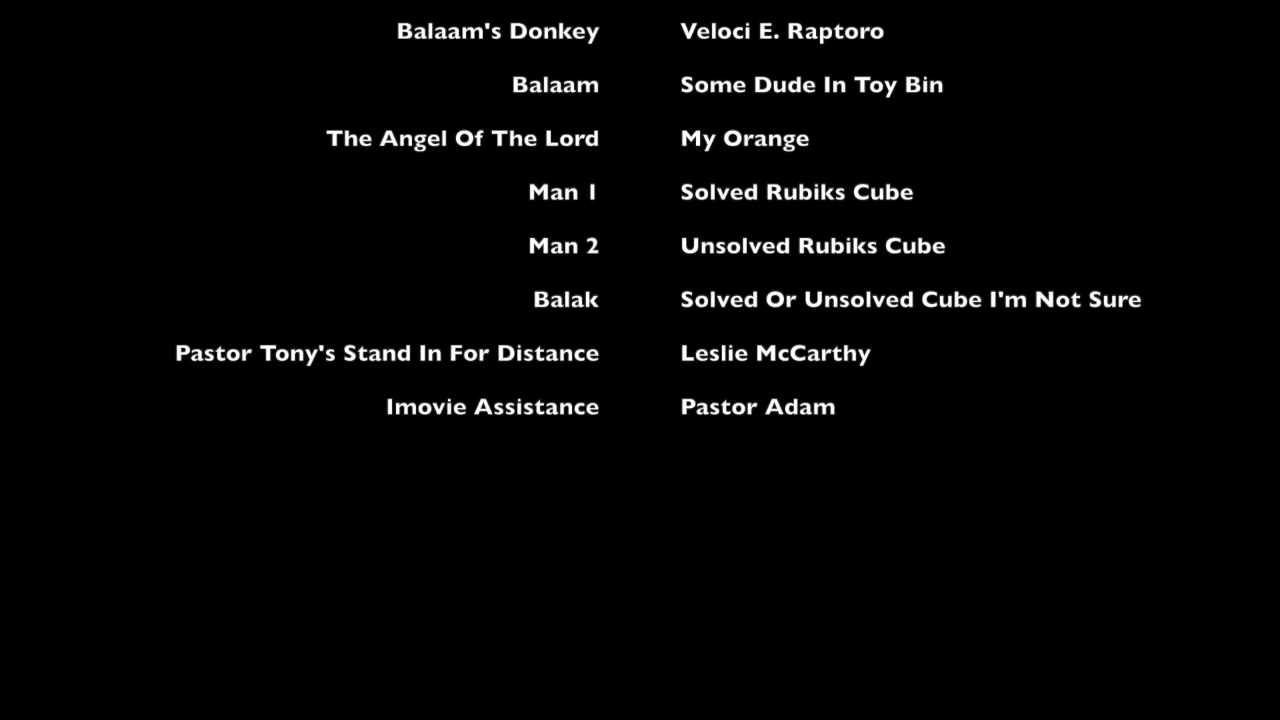 Balaam's Donkey Veloci E. Raptoro
Balaam Some Dude In Toy Bin
The Angel Of The Lord My Orange
Man 1 Solved Rubiks Cube
Man 2 Unsolved Rubiks Cube
Balak Solved Or Unsolved Cube I'm Not Sure
Pastor Tony's Stand In For Distance Leslie McCarthy
Imovie Assistance Pastor Adam